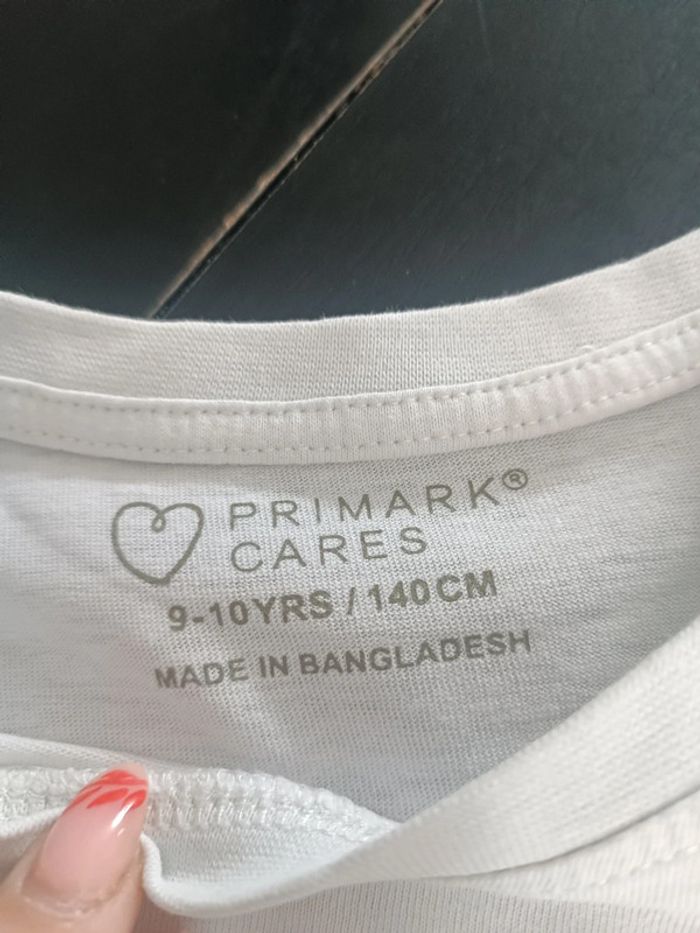 PRIMARK®
CARES
9-10YRS / 140CM
MADE IN BANGLADESH